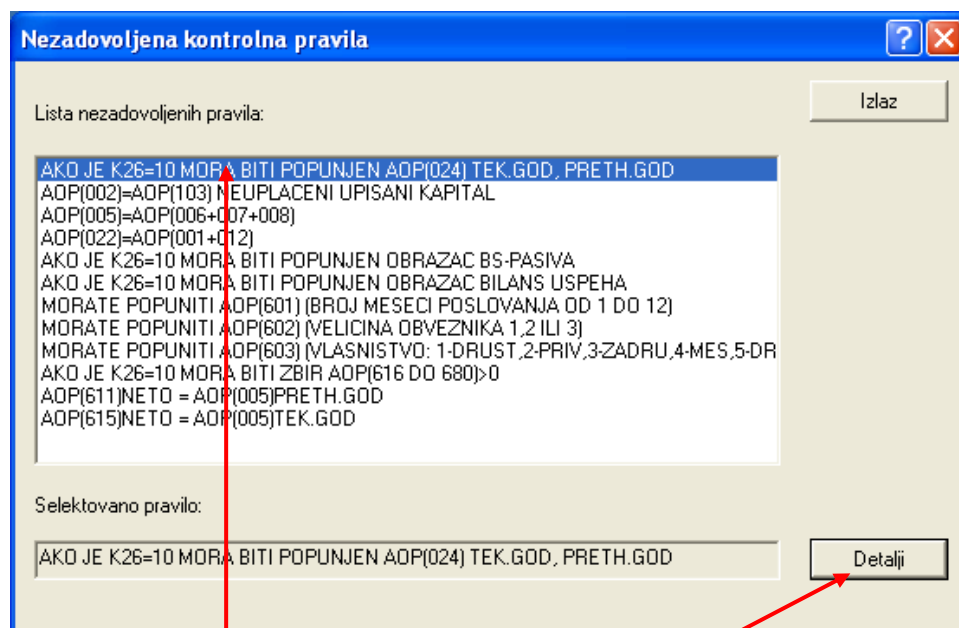 Nezadovoljena kontrolna pravila
Izlaz
Lista nezadovoljenih pravila:
AKO JE K26=10 MORA BITI POPUNJEN AOP(024) TEK.GOD, PRETH.GOD
AOP(002)=AOP(103) NEUPLACENI UPISANI KAPITAL
AOP(005)=AOP(006+007+008)
AOP(022)=AOP(001+012)
AKO JE K26=10 MORA BITI POPUNJEN OBRAZAC BS-PASIVA
AKO JE K26=10 MORA BITI POPUNJEN OBRAZAC BILANS USPEHA
MORATE POPUNITI AOP(601) (BROJ MESECI POSLOVANJA OD 1 DO 12)
MORATE POPUNITI AOP(602) (VELICINA OBVEZNIKA 1,2 ILI 3)
MORATE POPUNITI AOP(603) (VLASNISTVO: 1-DRUST,2-PRIV,3-ZADRU,4-MES,5-DR
AKO JE K26=10 MORA BITI ZBIR AOP(616 DO 680)>0
AOP(611)NETO = AOP(005)PRETH.GOD
AOP(615)NETO = AOP(005)TEK.GOD
Selektovano pravilo:
AKO JE K26=10 MORA BITI POPUNJEN AOP(024) TEK.GOD, PRETH.GOD
Detalji